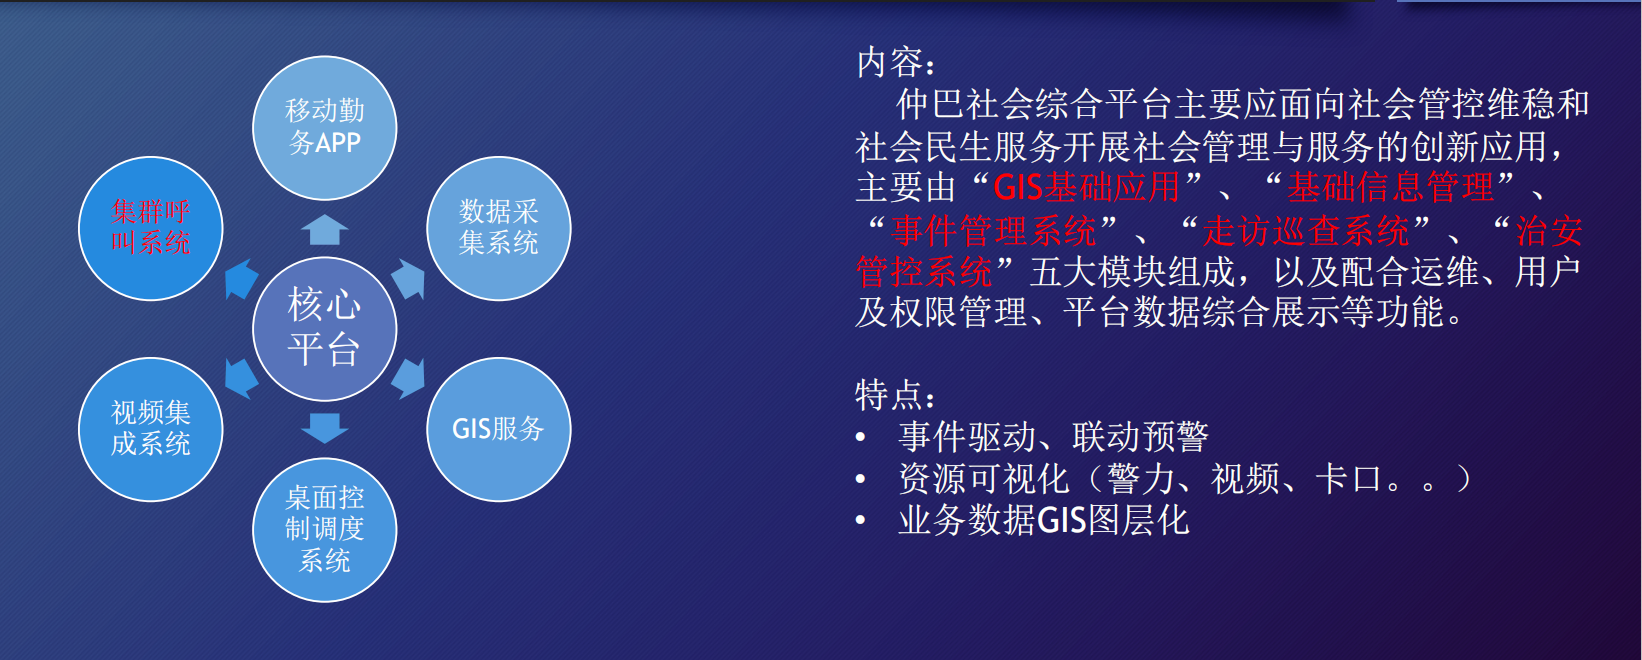 移动勤
务APP
集群呼
叫系统
数据采
集系统
核心
平台
视频集
成系统
GIS服务
桌面控
制调度
系统
内容：
仲巴社会综合平台主要应面向社会管控维稳和
社会民生服务开展社会管理与服务的创新应用，
主要由“GIS基础应用”、“基础信息管理”、
“事件管理系统”、“走访巡查系统”、“治安
管控系统”五大模块组成，以及配合运维、用户
及权限管理、平台数据综合展示等功能。
特点：
• 事件驱动、联动预警
• 资源可视化（警力、视频、卡口。。）
• 业务数据GIS图层化